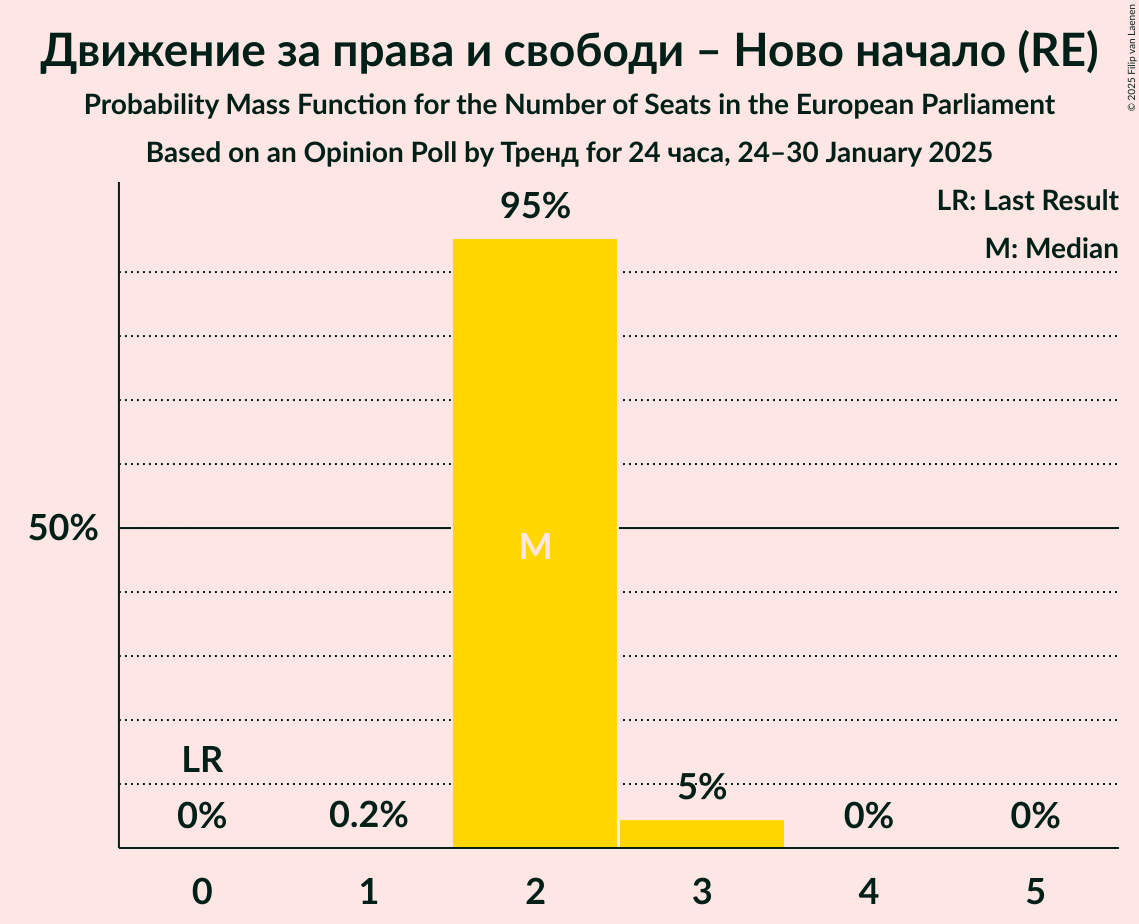 Движение за права и свободи – Ново начало (RE)
Probability Mass Function for the Number of Seats in the European Parliament
Based on an Opinion Poll by Тренд for 24 часа, 24–30 January 2025
© 2025 Filip van Laenen
LR: Last Result
M: Median
95%
50%
M
LR
0%
0.2%
5%
0%
0%
0 1 2 3 4 5